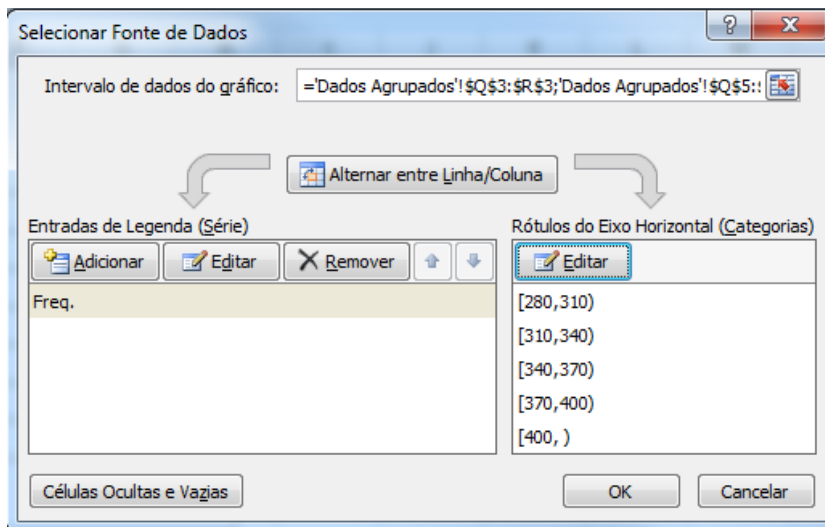 Selecionar Fonte de Dados
Intervalo de dados do gráfico: ='Dados Agrupados'!$Q$3:$R$3;'Dados Agrupados'!$Q$5:
Alternar entre Linha/Coluna
Entradas de Legenda (Série)
Adicionar Editar Remover
Freq.
Rótulos do Eixo Horizontal (Categorias)
Editar
[280,310)
[310,340)
[340,370)
[370,400)
[400, )
Células Ocultas e Vazias
OK Cancelar